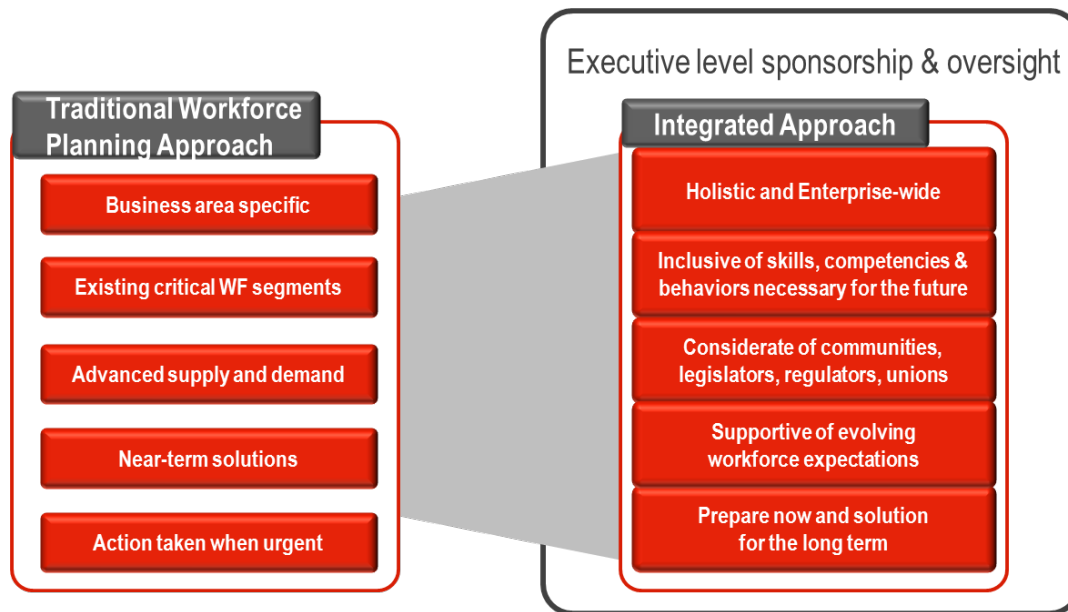 Executive level sponsorship & oversight
Traditional Workforce
Planning Approach
Business area specific
Existing critical WF segments
Advanced supply and demand
Near-term solutions
Action taken when urgent
Integrated Approach
Holistic and Enterprise-wide
Inclusive of skills, competencies &
behaviors necessary for the future
Considerate of communities,
legislators, regulators, unions
Supportive of evolving
workforce expectations
Prepare now and solution
for the long term